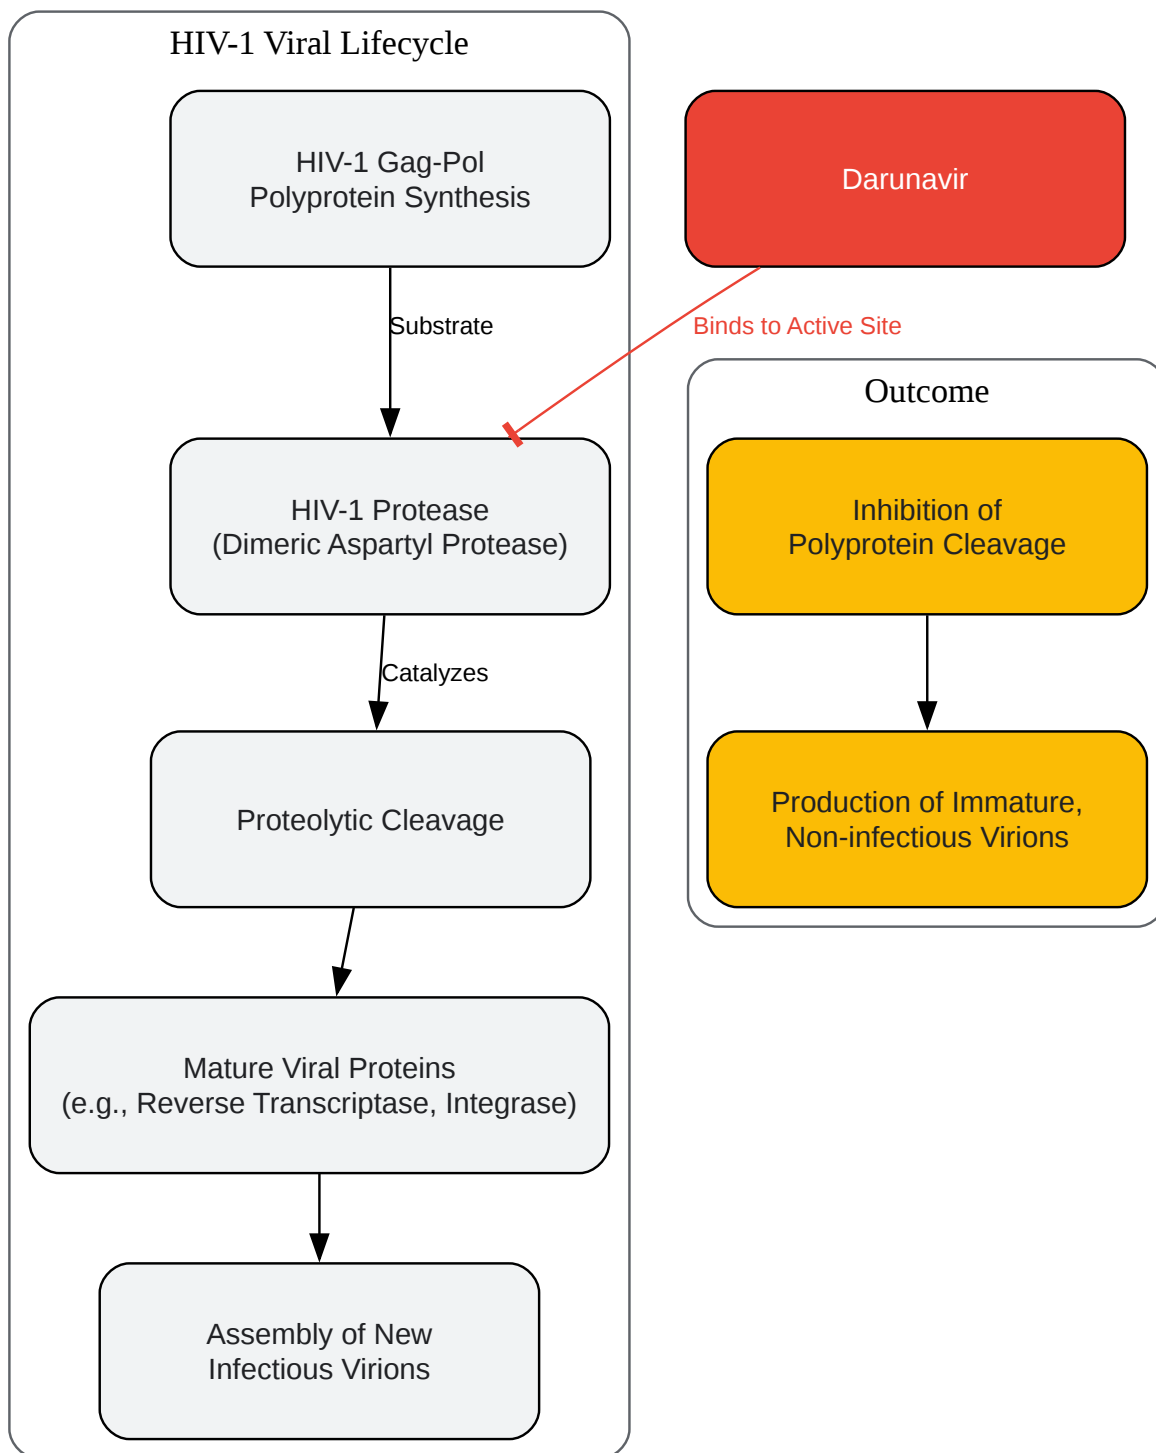 HIV-1 Viral Lifecycle
HIV-1 Gag-Pol
Polyprotein Synthesis
Darunavir
Substrate
Binds to Active Site
HIV-1 Protease
(Dimeric Aspartyl Protease)
Catalyzes
Proteolytic Cleavage
Mature Viral Proteins
(e.g., Reverse Transcriptase, Integrase)
Assembly of New
Infectious Virions
Outcome
Inhibition of
Polyprotein Cleavage
Production of Immature,
Non-infectious Virions